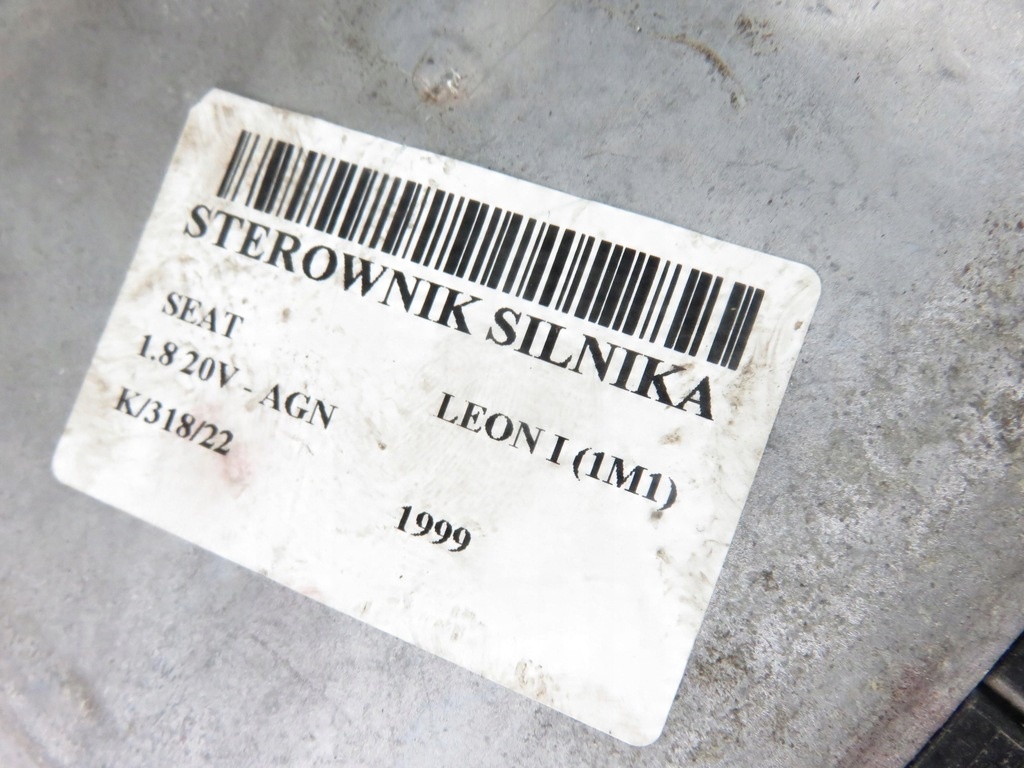 STEROWNIK SILNIKA
SEAT LEON I (1M1)
1.8 20V - AGN
K/318/22 1999